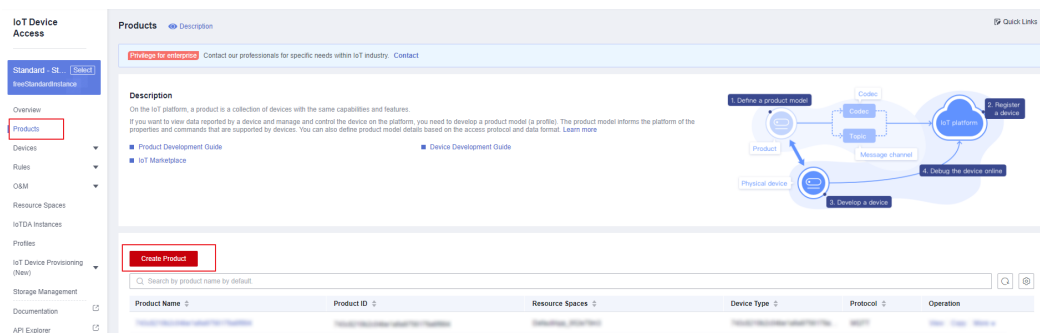 IoT Device
Access
Standard - St... Select
freeStandardInstance
Overview
Products
Devices
Rules
O&M
Resource Spaces
IoTDA Instances
Profiles
IoT Device Provisioning
(New)
Storage Management
Documentation
API Explorer
Products Description
Quick Links
Privilege for enterprise Contact our professionals for specific needs within IoT industry. Contact
Description
On the IoT platform, a product is a collection of devices with the same capabilities and features.
If you want to view data reported by a device and manage and control the device on the platform, you need to develop a product model (a profile). The product model informs the platform of the
properties and commands that are supported by devices. You can also define product model details based on the access protocol and data format. Learn more
Product Development Guide
Device Development Guide
IoT Marketplace
1. Define a product model
Codec
Codec
Topic
Product
Message channel
IoT platform
2. Register
a device
Physical device
4. Debug the device online
3. Develop a device
Create Product
Search by product name by default.
Product Name Product ID Resource Spaces Device Type Protocol Operation